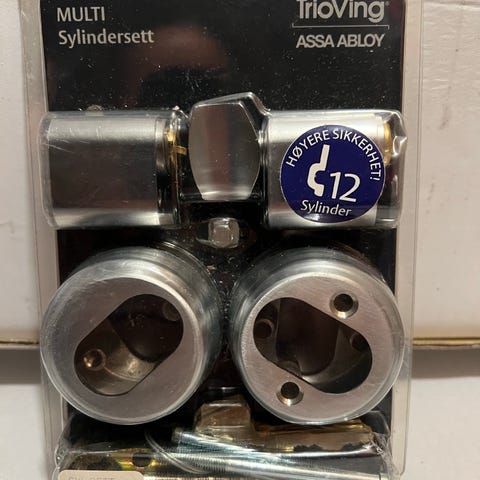 MULTI
Sylindersett
TrioVing
ASSA ABLOY
HØYERE SIKKERHET!
12
Sylinder